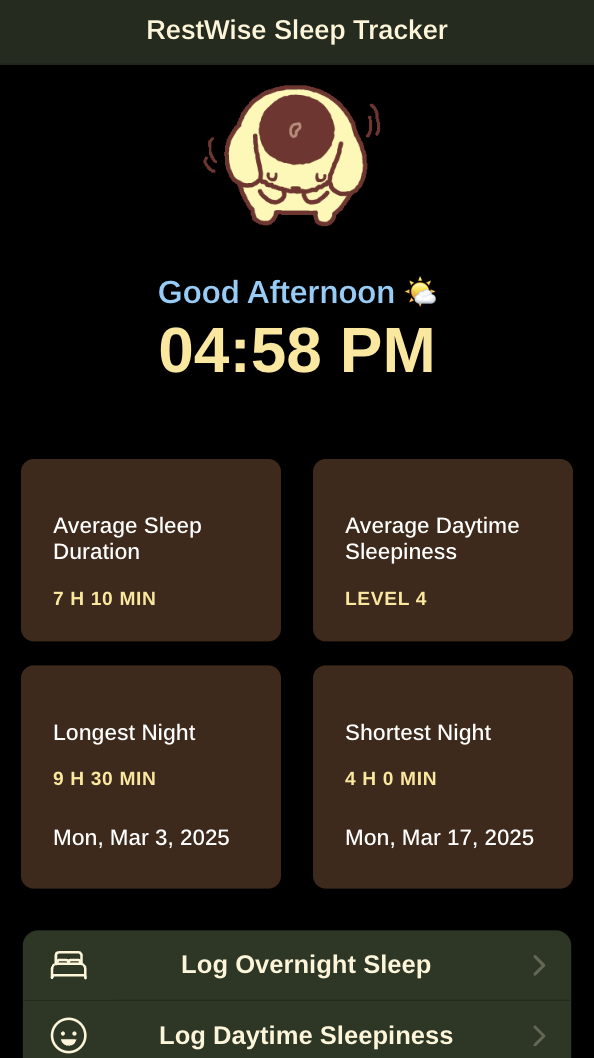 RestWise Sleep Tracker
Good Afternoon 🌤️
04:58 PM
Average Sleep
Duration
7 H 10 MIN
Average Daytime
Sleepiness
LEVEL 4
Longest Night
9 H 30 MIN
Mon, Mar 3, 2025
Shortest Night
4 H 0 MIN
Mon, Mar 17, 2025
Log Overnight Sleep
Log Daytime Sleepiness